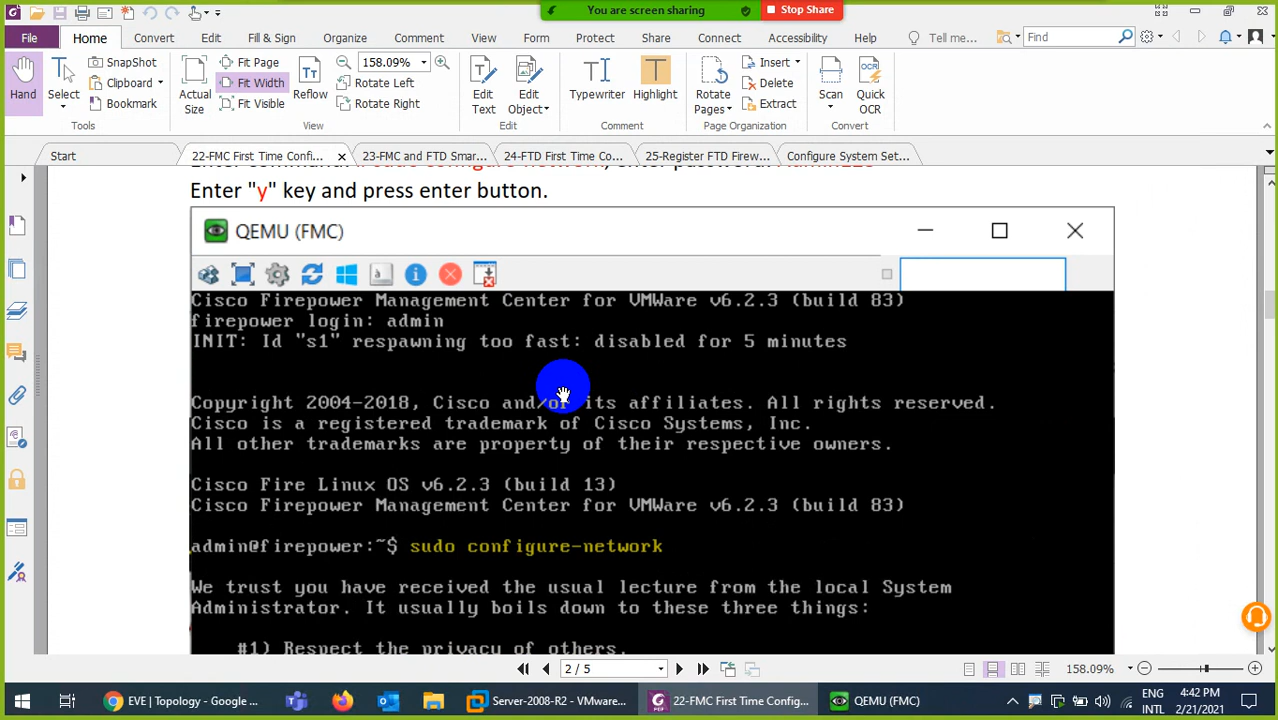 You are screen sharing
Stop Share
File
Home
Convert
Edit
Fill & Sign
Organize
Comment
View
Form
Protect
Share
Connect
Accessibility
Help
Tell me...
Find
Hand
Select
SnapShot
Clipboard
Bookmark
Tools
Actual Size
Fit Page
Fit Width
Fit Visible
Reflow
158.09%
Rotate Left
Rotate Right
View
Edit Text
Edit Object
Edit
Typewriter
Highlight
Comment
Rotate Pages
Insert
Delete
Extract
Page Organization
Scan
Quick OCR
Convert
Start
22-FMC First Time Confi...
23-FMC and FTD Smar...
24-FTD First Time Co...
25-Register FTD Firew...
Configure System Set...
Enter "y" key and press enter button.
QEMU (FMC)
Cisco Firepower Management Center for VMWare v6.2.3 (build 83)
firepower login: admin
INIT: Id "s1" respawning too fast: disabled for 5 minutes
Copyright 2004-2018, Cisco and/or its affiliates. All rights reserved.
Cisco is a registered trademark of Cisco Systems, Inc.
All other trademarks are property of their respective owners.
Cisco Fire Linux OS v6.2.3 (build 13)
Cisco Firepower Management Center for VMWare v6.2.3 (build 83)
admin@firepower:~$ sudo configure-network
We trust you have received the usual lecture from the local System
Administrator. It usually boils down to these three things:
#1) Respect the privacy of others.
2 / 5
158.09%
EVE | Topology - Google ...
Server-2008-R2 - VMware...
22-FMC First Time Config...
QEMU (FMC)
ENG
INTL
4:42 PM
2/21/2021